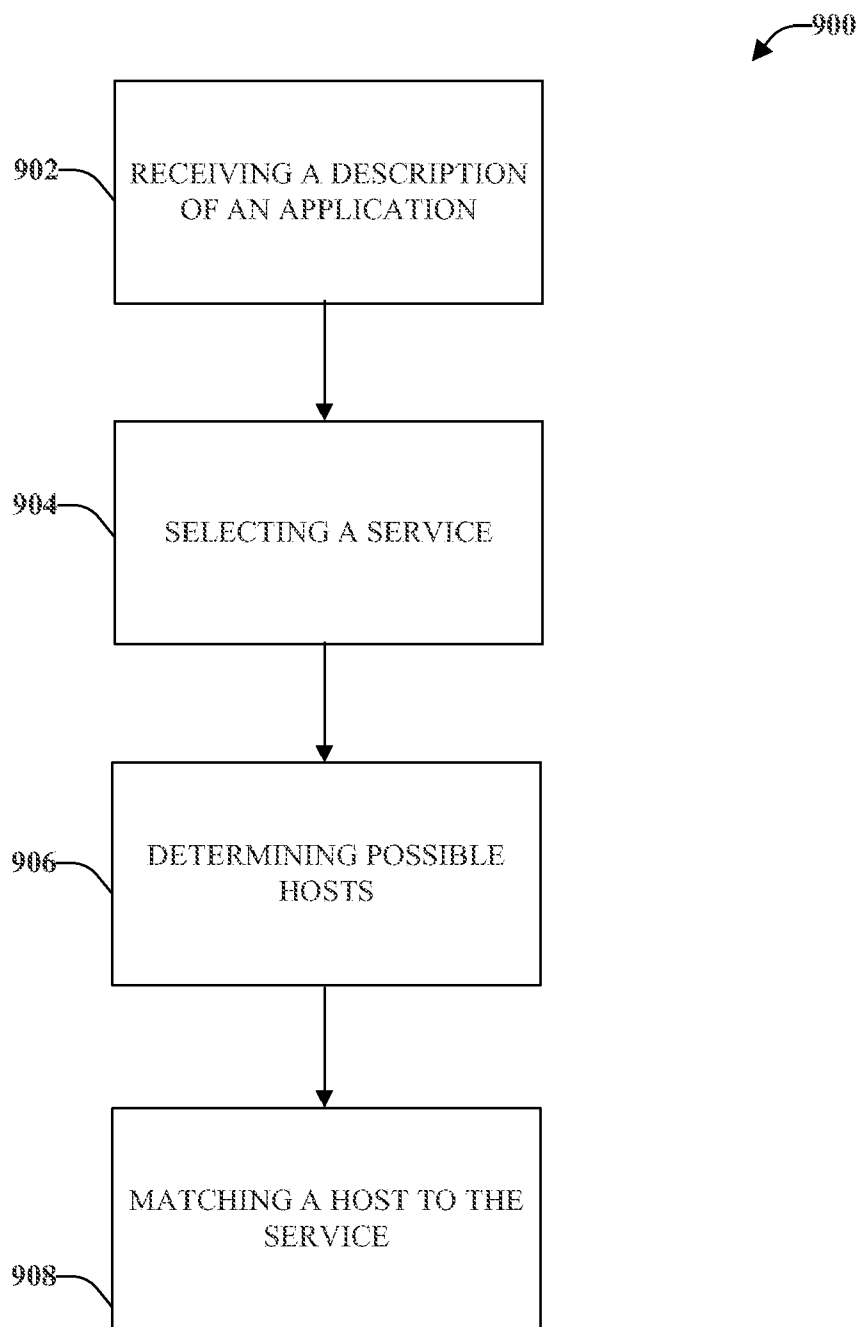 900
902
RECEIVING A DESCRIPTION
OF AN APPLICATION
904
SELECTING A SERVICE
906
DETERMINING POSSIBLE
HOSTS
MATCHING A HOST TO THE
SERVICE
908